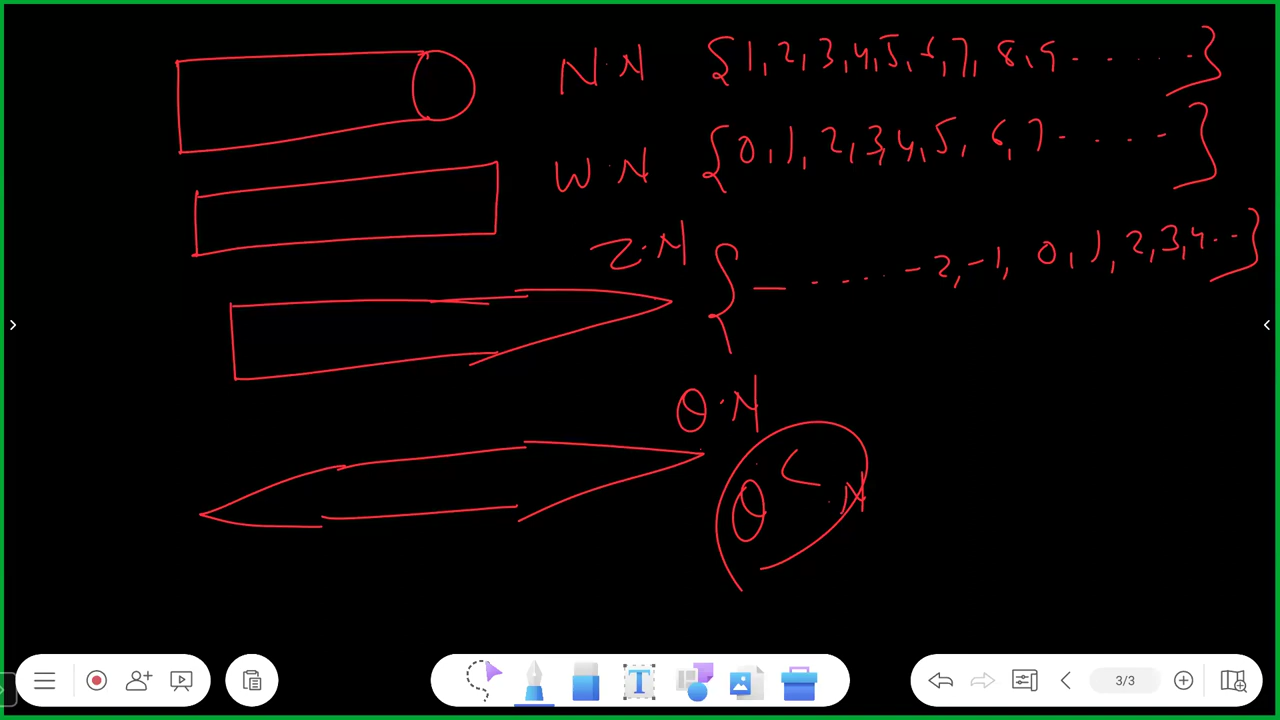 N.N {1,2,3,4,5,6,7,8,9.......}
W.N {0,1,2,3,4,5,6,7......}
Z.N {— ......-2,-1,0,1,2,3,4...}
Q.N
Q N
3/3